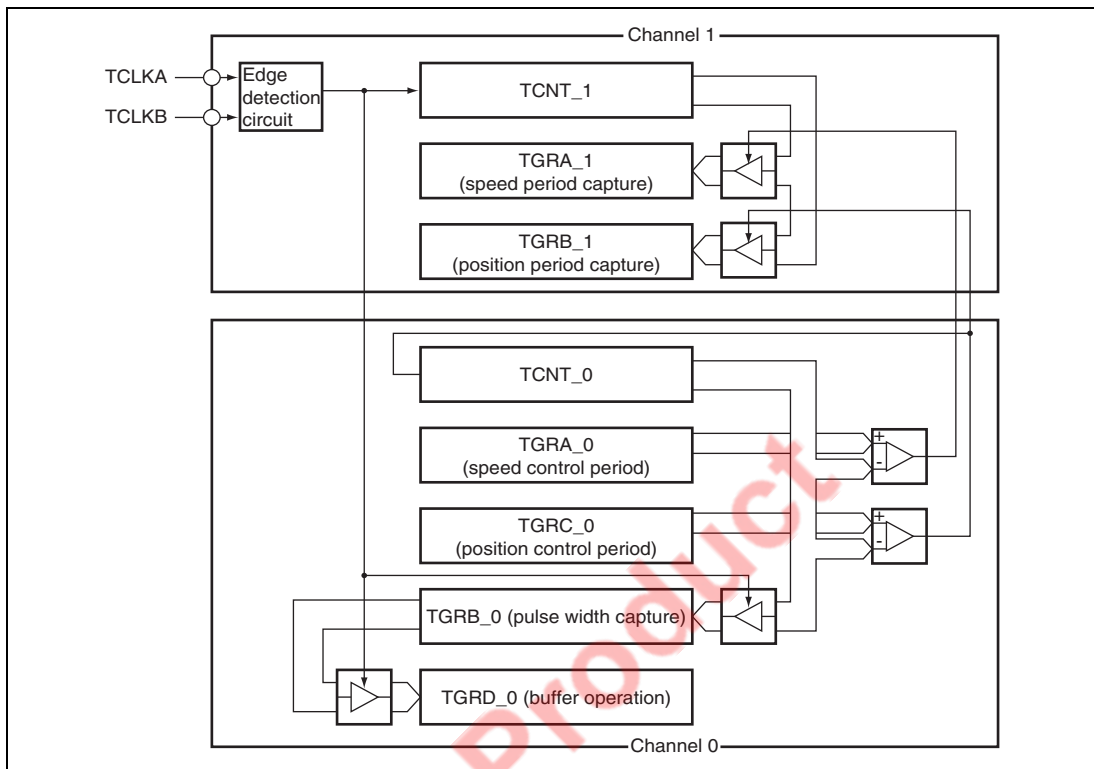 Channel 1
TCLKA
TCLKB
Edge
detection
circuit
TCNT_1
TGRA_1
(speed period capture)
TGRB_1
(position period capture)
TCNT_0
TGRA_0
(speed control period)
+
-
TGRC_0
(position control period)
+
-
TGRB_0 (pulse width capture)
TGRD_0 (buffer operation)
Channel 0
Product